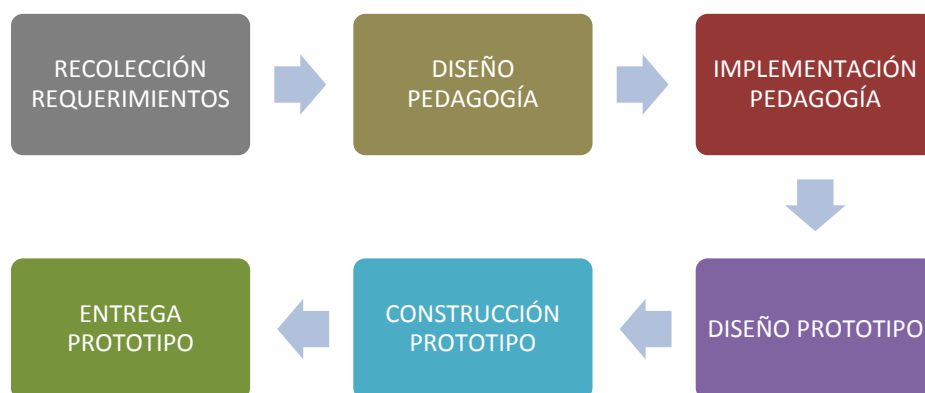 RECOLECCIÓN
REQUERIMIENTOS
DISEÑO
PEDAGOGÍA
IMPLEMENTACIÓN
PEDAGOGÍA
DISEÑO PROTOTIPO
CONSTRUCCIÓN
PROTOTIPO
ENTREGA
PROTOTIPO